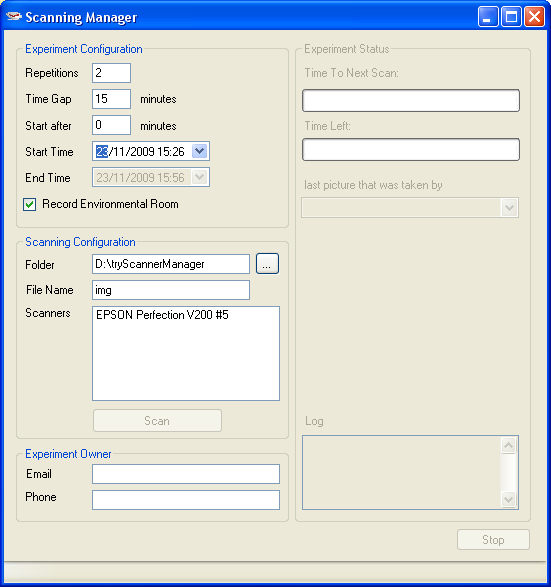 Scanning Manager
Experiment Configuration
Repetitions 2
Time Gap 15 minutes
Start after 0 minutes
Start Time 23/11/2009 15:26
End Time 23/11/2009 15:56
Record Environmental Room
Scanning Configuration
Folder D:\tryScannerManager ...
File Name img
Scanners EPSON Perfection V200 #5
Scan
Experiment Owner
Email
Phone
Experiment Status
Time To Next Scan:
Time Left:
last picture that was taken by
Log
Stop